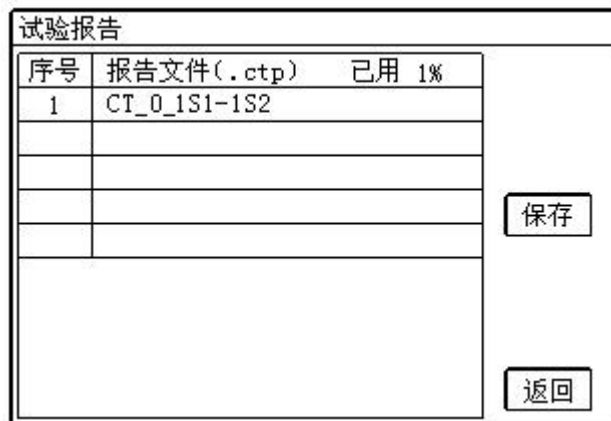 试验报告
序号 报告文件(.ctp) 已用 1%
1 CT_0_1S1-1S2
保存
返回